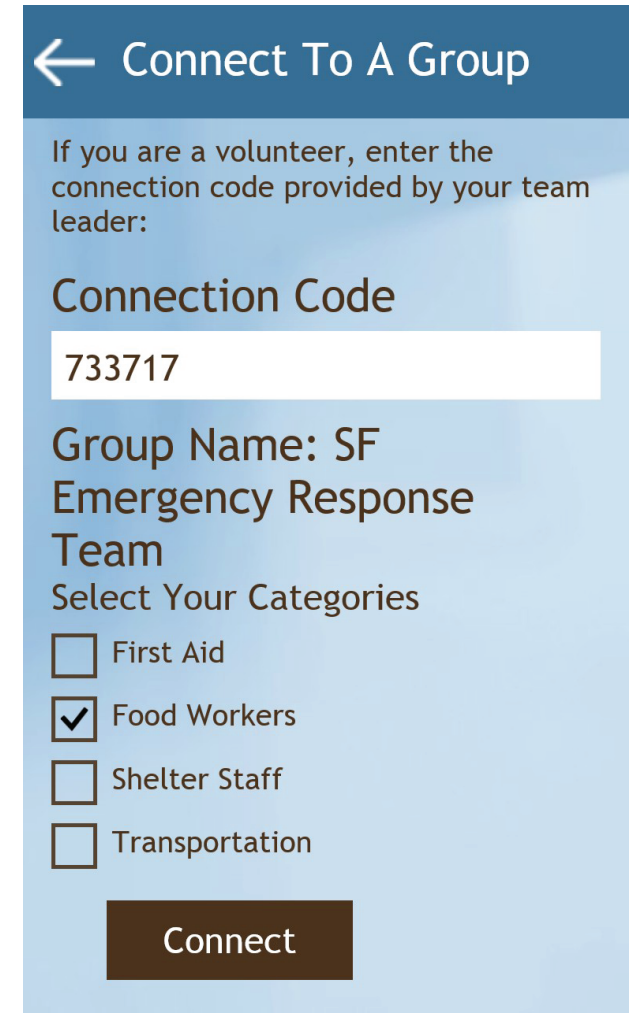 Connect To A Group
If you are a volunteer, enter the
connection code provided by your team
leader:
Connection Code
733717
Group Name: SF
Emergency Response
Team
Select Your Categories
First Aid
Food Workers
Shelter Staff
Transportation
Connect